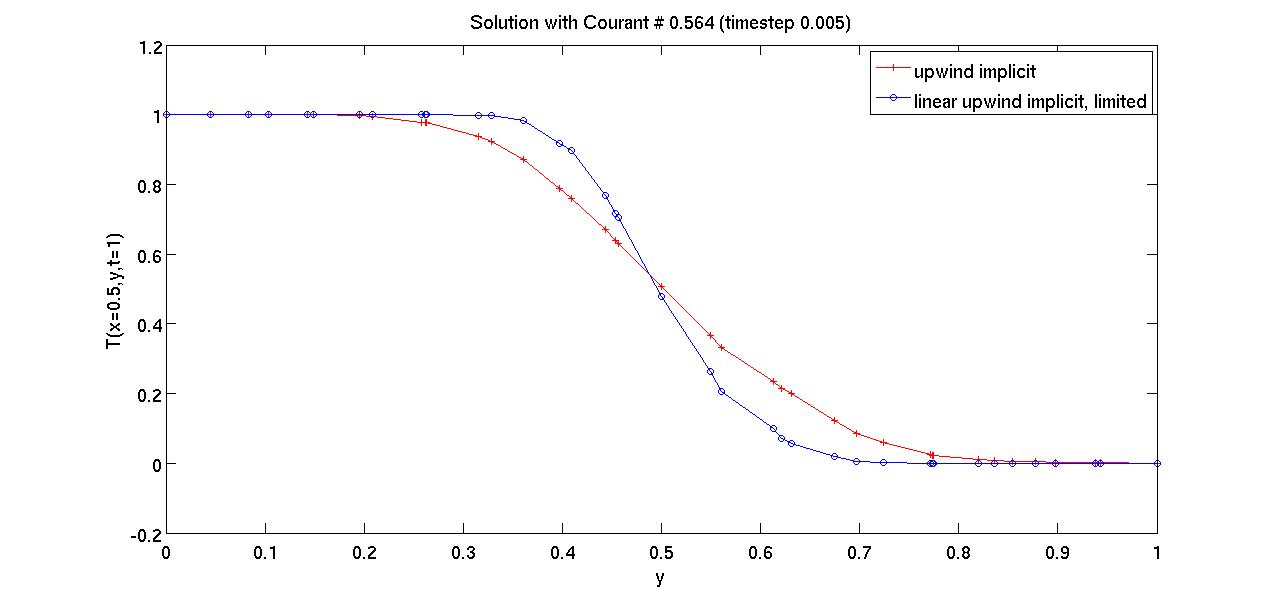 Solution with Courant # 0.564 (timestep 0.005)
upwind implicit
linear upwind implicit, limited
T(x=0.5,y,t=1)
1.2
1
0.8
0.6
0.4
0.2
0
-0.2
0 0.1 0.2 0.3 0.4 0.5 0.6 0.7 0.8 0.9 1
y